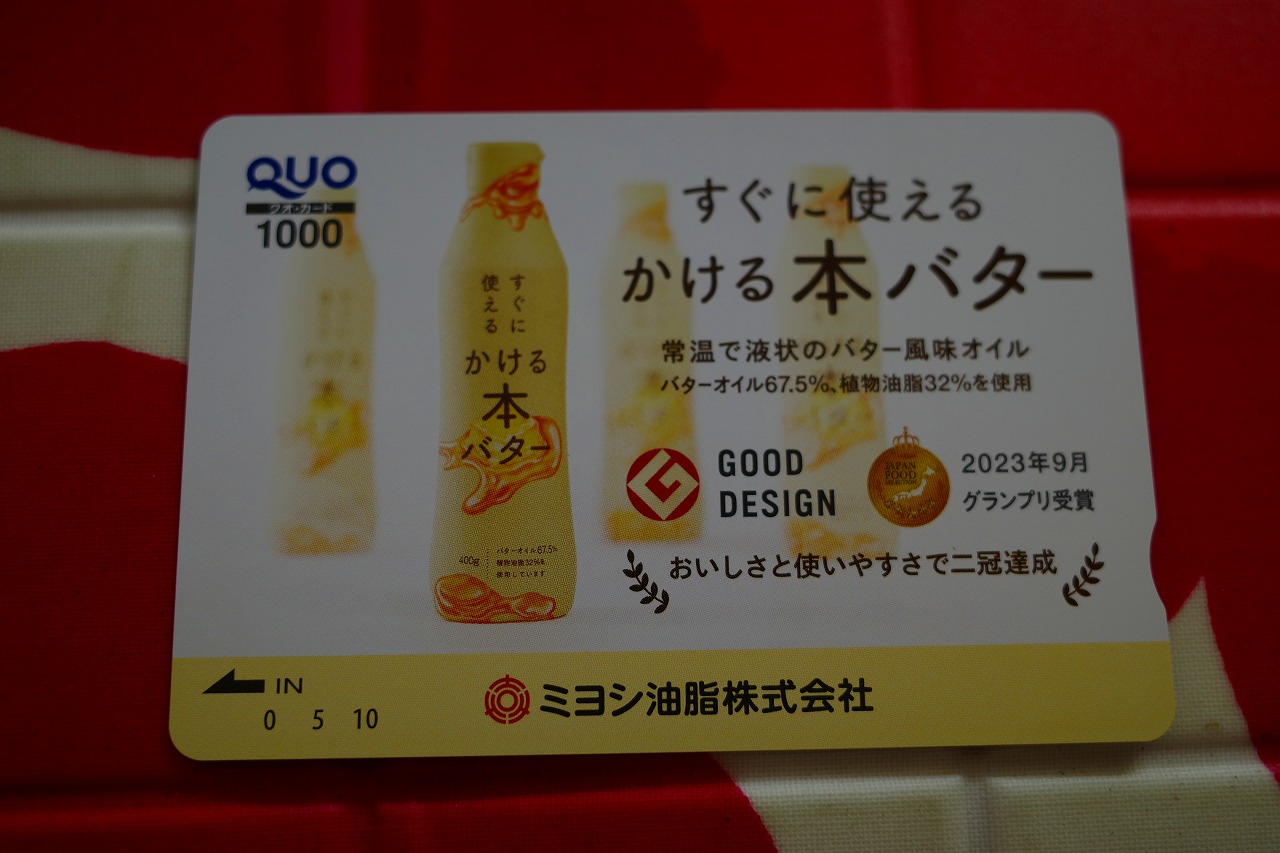 QUO
クオ・カード
1000
すぐに使える
かける本バター
常温で液状のバター風味オイル
バターオイル67.5%、植物油脂32%を使用
GOOD
DESIGN
JAPAN
FOOD
SELECTION
2023年9月
グランプリ受賞
おいしさと使いやすさで二冠達成
すぐに
使える
かける
本
バター
400g
バターオイル67.5%
植物油脂32%を
使用しています
IN
0 5 10
ミヨシ油脂株式会社